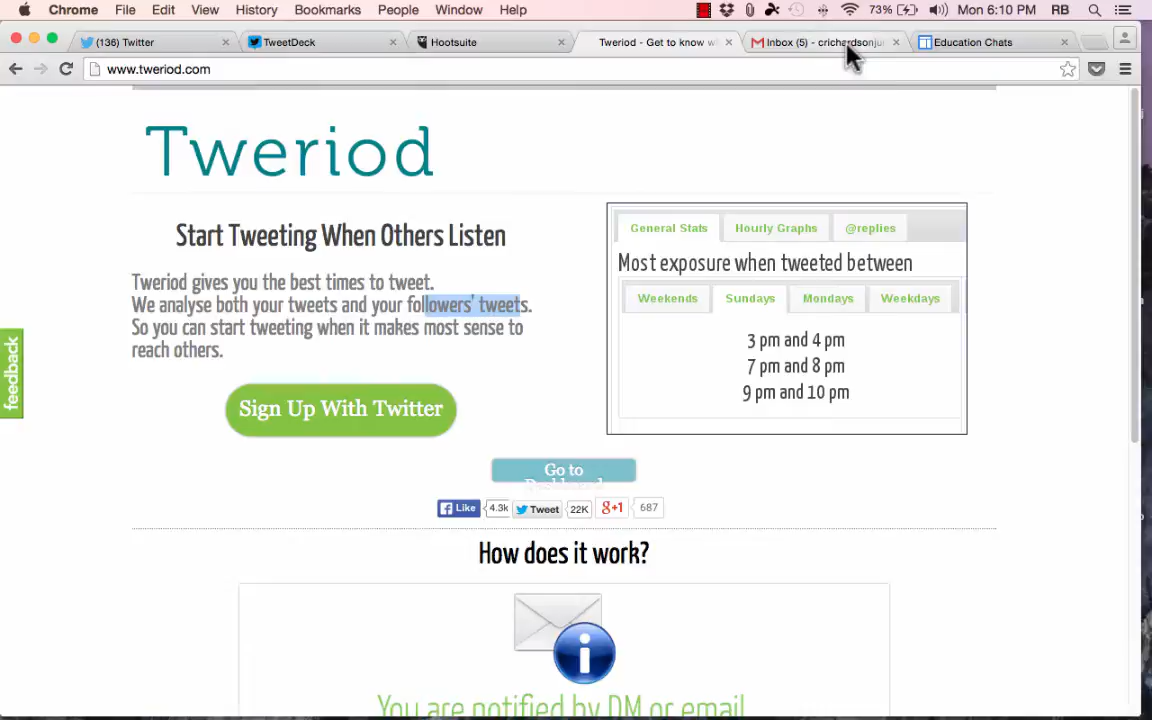 Chrome File Edit View History Bookmarks People Window Help 73% Mon 6:10 PM RB
(136) Twitter TweetDeck Hootsuite Tweriod - Get to know Inbox (5) - Education Chats
www.tweriod.com
Tweriod
Start Tweeting When Others Listen
Tweriod gives you the best times to tweet.
We analyse both your tweets and your followers' tweets.
So you can start tweeting when it makes most sense to
reach others.
Sign Up With Twitter
General Stats Hourly Graphs @replies
Most exposure when tweeted between
Weekends Sundays Mondays Weekdays
3 pm and 4 pm
7 pm and 8 pm
9 pm and 10 pm
feedback
Go to
Dashboard
Like 4.3k Tweet 22K g+1 687
How does it work?
You are notified by DM or email